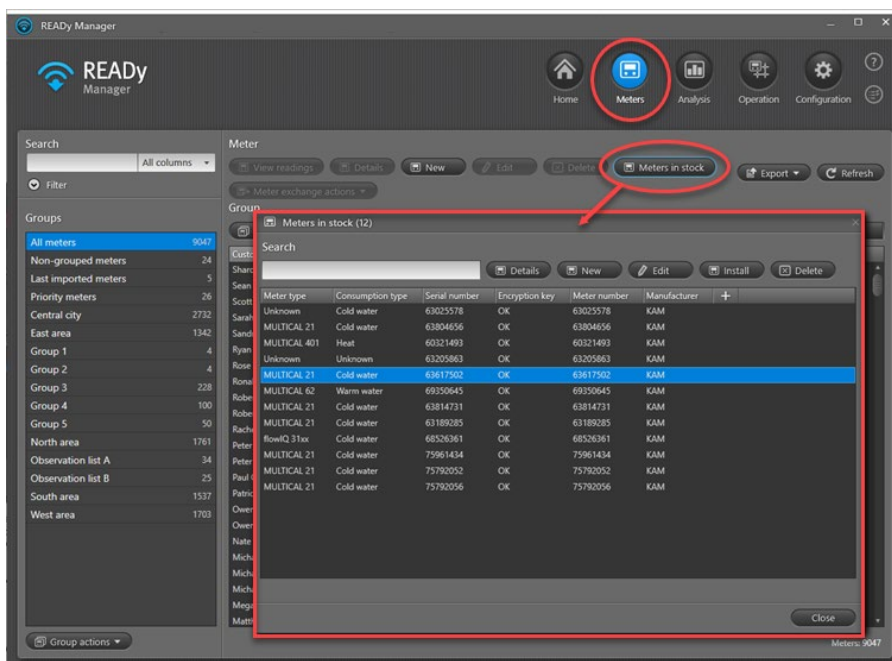 READy Manager
READy
Manager
Home
Meters
Analysis
Operation
Configuration
Search
All columns
Filter
Groups
All meters 9047
Non-grouped meters 24
Last imported meters 5
Priority meters 26
Central city 2732
East area 1342
Group 1 4
Group 2 4
Group 3 228
Group 4 100
Group 5 50
North area 1761
Observation list A 34
Observation list B 25
South area 1537
West area 1703
Group actions
Meter
View readings Details New Edit Delete Meters in stock Export Refresh
Meter exchange actions
Group
Sean
Scott
Ryan
Rose
Peter
Peter
Nate
Meters in stock (12)
Search
Details New Edit Install Delete
Meter type Consumption type Serial number Encryption key Meter number Manufacturer +
Unknown Cold water 63025578 OK 63025578 KAM
MULTICAL 21 Cold water 63804656 OK 63804656 KAM
MULTICAL 401 Heat 60321493 OK 60321493 KAM
Unknown Unknown 63205863 OK 63205863 KAM
MULTICAL 21 Cold water 63617502 OK 63617502 KAM
MULTICAL 62 Warm water 69350645 OK 69350645 KAM
MULTICAL 21 Cold water 63814731 OK 63814731 KAM
MULTICAL 21 Cold water 63189285 OK 63189285 KAM
flowIQ 31xx Cold water 68526361 OK 68526361 KAM
MULTICAL 21 Cold water 75961434 OK 75961434 KAM
MULTICAL 21 Cold water 75792052 OK 75792052 KAM
MULTICAL 21 Cold water 75792056 OK 75792056 KAM
Close
Meters: 9047